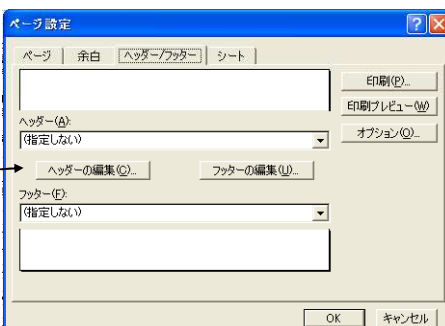 ページ設定
ページ 余白 ヘッダー/フッター シート
印刷(P)...
印刷プレビュー(W)
オプション(O)...
ヘッダー(A):
(指定しない)
ヘッダーの編集(C)... フッターの編集(U)...
フッター(F):
(指定しない)
OK キャンセル